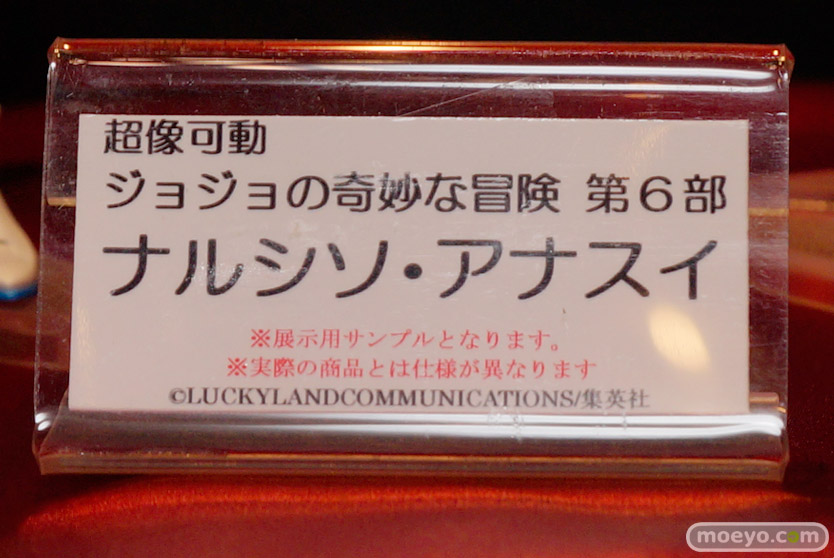 超像可動
ジョジョの奇妙な冒険 第6部
ナルシソ・アナスイ
※展示用サンプルとなります。
※実際の商品とは仕様が異なります
©LUCKYLANDCOMMUNICATIONS/集英社
moeyo.com